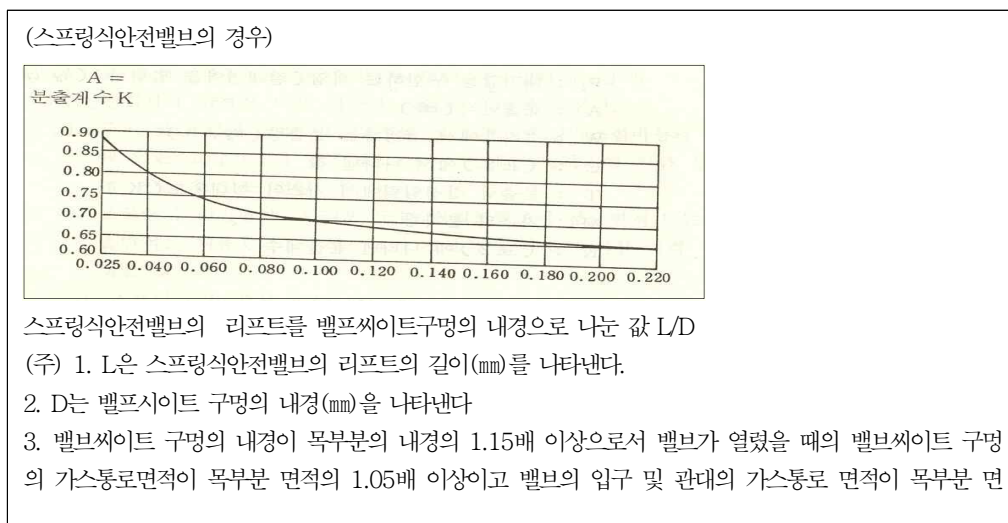 (스프링식안전밸브의 경우)
A =
분출계수 K
0.90
0.85
0.80
0.75
0.70
0.65
0.60
0.025 0.040 0.060 0.080 0.100 0.120 0.140 0.160 0.180 0.200 0.220
스프링식안전밸브의 리프트를 밸프씨이트구멍의 내경으로 나눈 값 L/D
(주) 1. L은 스프링식안전밸브의 리프트의 길이(㎜)를 나타낸다.
2. D는 밸프시이트 구멍의 내경(㎜)을 나타낸다
3. 밸브씨이트 구멍의 내경이 목부분의 내경의 1.15배 이상으로서 밸브가 열렸을 때의 밸브씨이트 구멍
의 가스통로면적이 목부분 면적의 1.05배 이상이고 밸브의 입구 및 관대의 가스통로 면적이 목부분 면